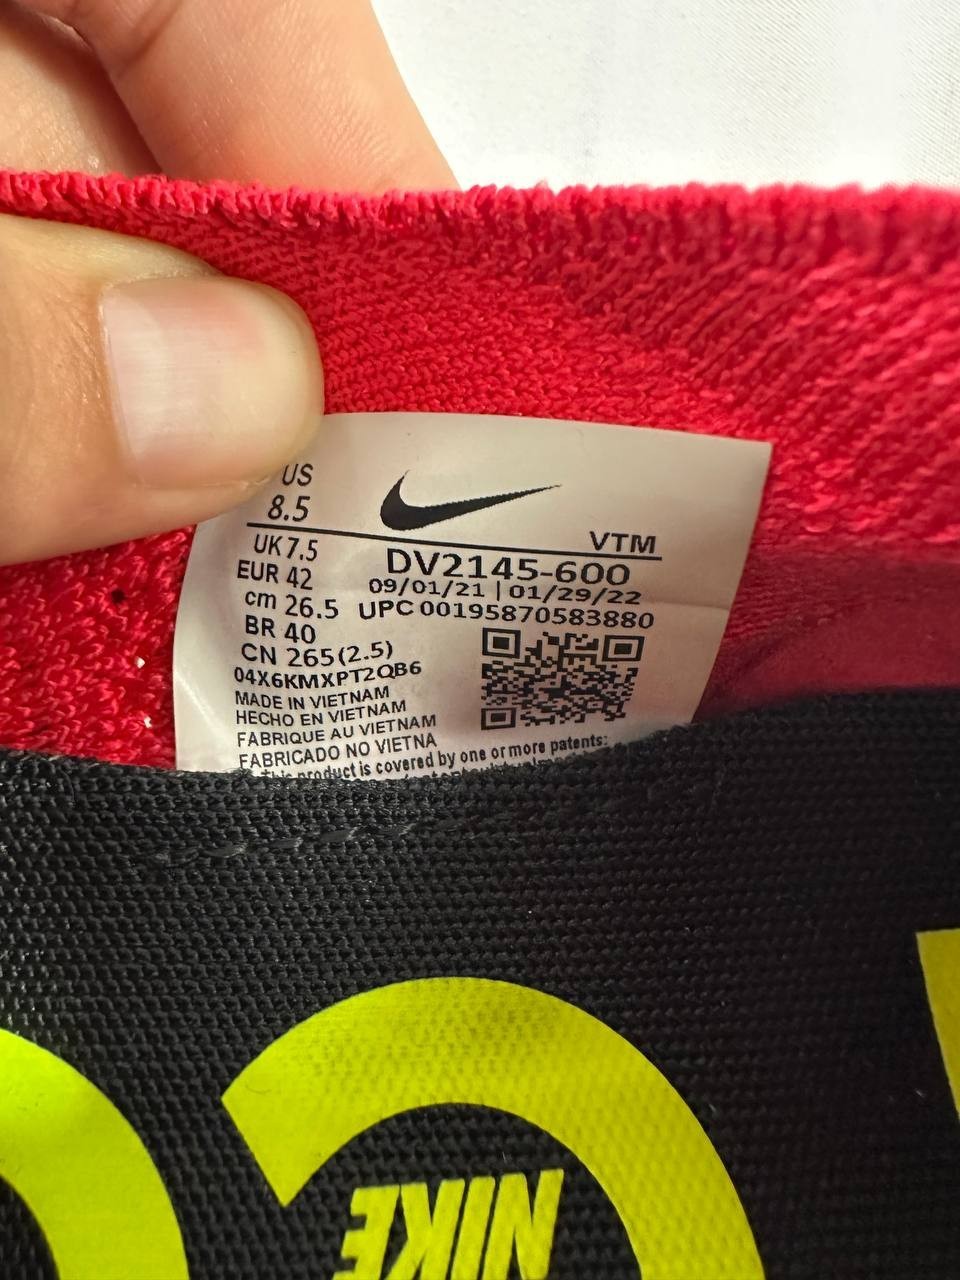 US
8.5
VTM
UK 7.5
DV2145-600
EUR 42
09/01/21 | 01/29/22
cm 26.5
UPC 00195870583880
BR 40
CN 265(2.5)
04X6KMXPT2QB6
MADE IN VIETNAM
HECHO EN VIETNAM
FABRIQUE AU VIETNAM
FABRICADO NO VIETNA
This product is covered by one or more patents:
NIKE